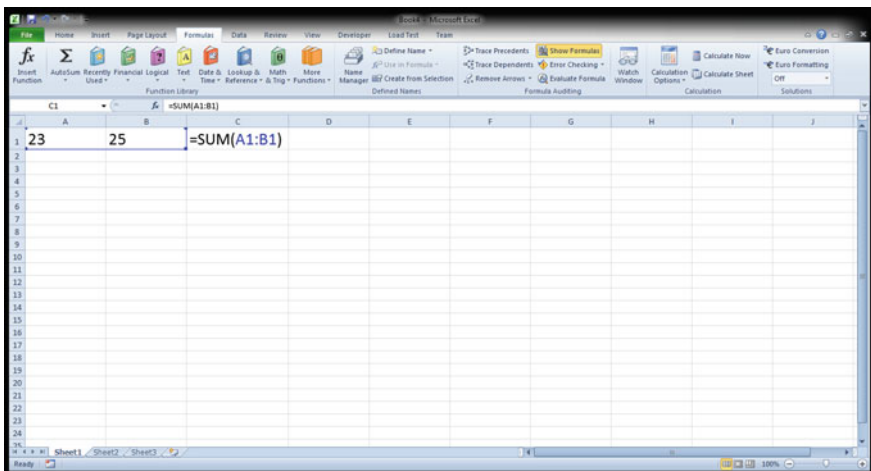 Book4 - Microsoft Excel
File Home Insert Page Layout Formulas Data Review View Developer Load Test Team
fx Insert Function
Σ AutoSum
Recently Used
Financial
Logical
Text
Date & Time
Lookup & Reference
Math & Trig
More Functions
Function Library
Name Manager
Define Name
Use in Formula
Create from Selection
Defined Names
Trace Precedents
Trace Dependents
Remove Arrows
Show Formulas
Error Checking
Evaluate Formula
Formula Auditing
Watch Window
Calculation Options
Calculate Now
Calculate Sheet
Calculation
Euro Conversion
Euro Formatting
Off
Solutions
C1 fx =SUM(A1:B1)
A B C D E F G H I J
1 23 25 =SUM(A1:B1)
2
3
4
5
6
7
8
9
10
11
12
13
14
15
16
17
18
19
20
21
22
23
24
25
Sheet1 Sheet2 Sheet3
Ready 100%